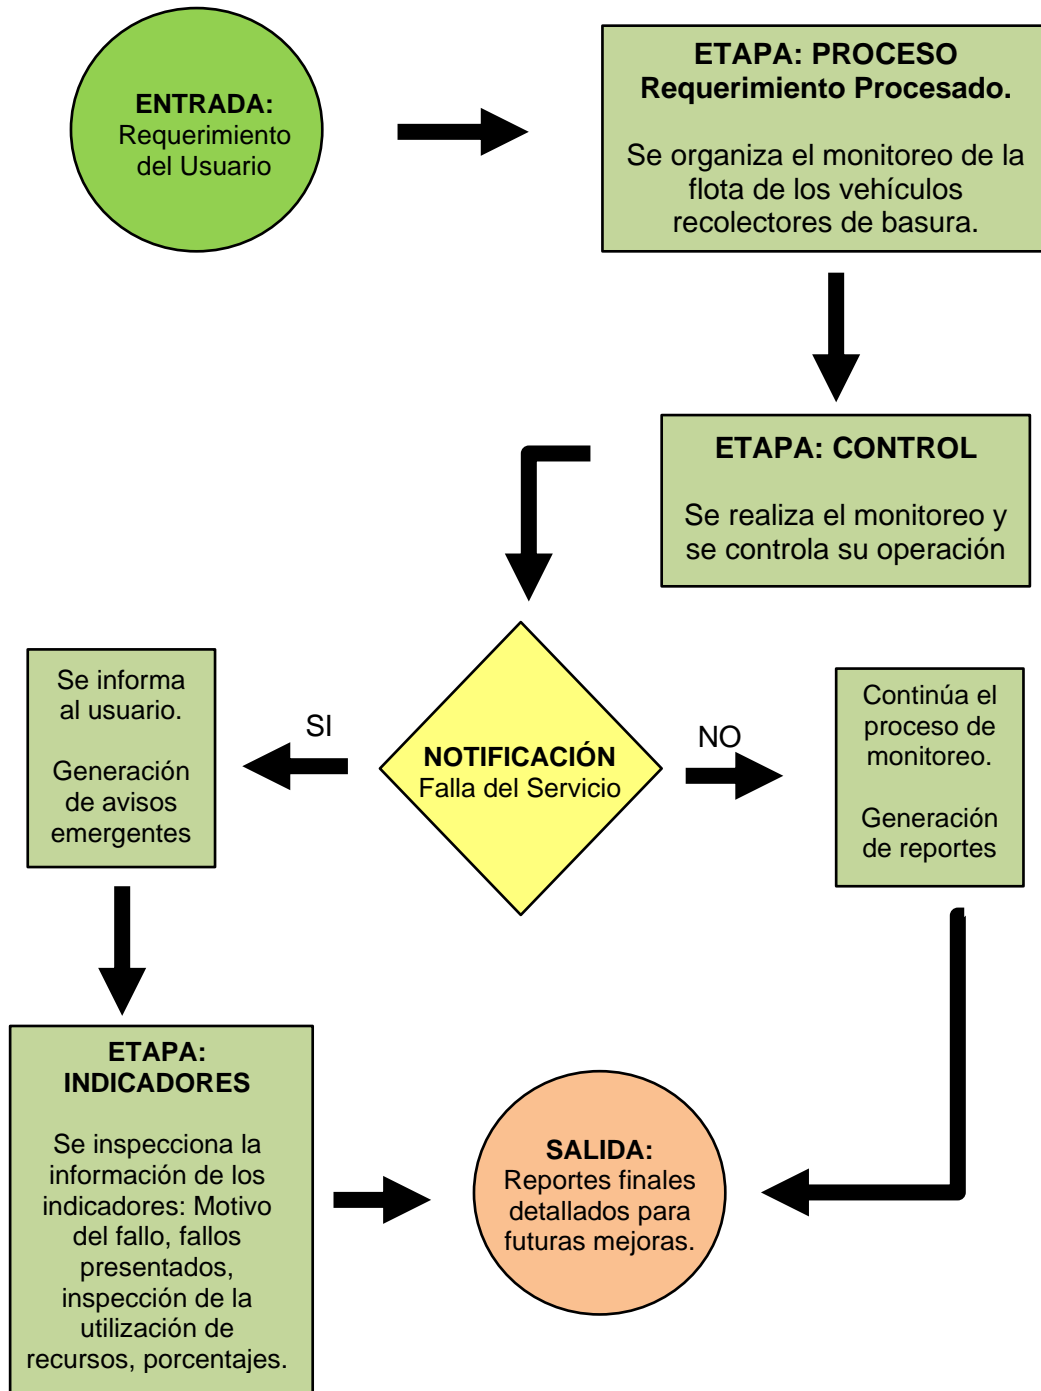 ENTRADA:
Requerimiento
del Usuario
ETAPA: PROCESO
Requerimiento Procesado.
Se organiza el monitoreo de la
flota de los vehículos
recolectores de basura.
ETAPA: CONTROL
Se realiza el monitoreo y
se controla su operación
NOTIFICACIÓN
Falla del Servicio
SI
NO
Se informa
al usuario.
Generación
de avisos
emergentes
Continúa el
proceso de
monitoreo.
Generación
de reportes
ETAPA:
INDICADORES
Se inspecciona la
información de los
indicadores: Motivo
del fallo, fallos
presentados,
inspección de la
utilización de
recursos, porcentajes.
SALIDA:
Reportes finales
detallados para
futuras mejoras.